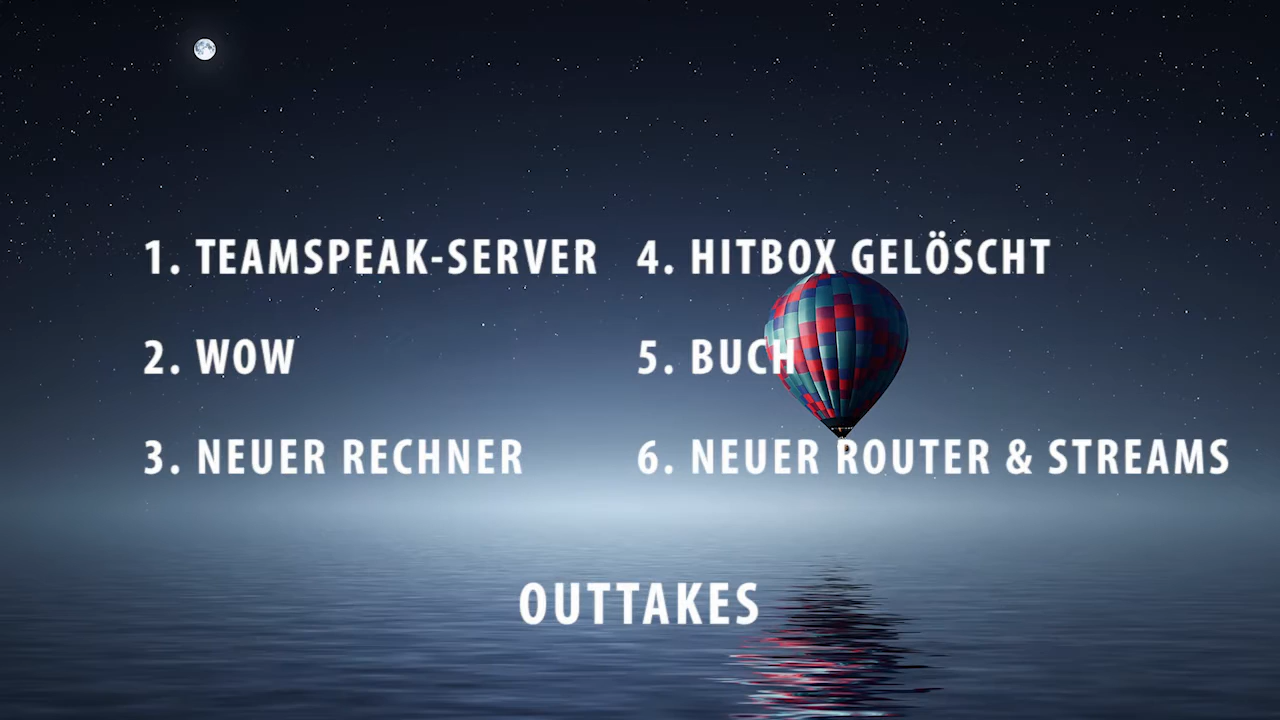 1. TEAMSPEAK-SERVER
2. WOW
3. NEUER RECHNER
4. HITBOX GELÖSCHT
5. BUCH
6. NEUER ROUTER & STREAMS
OUTTAKES